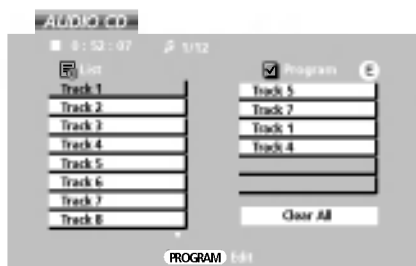 AUDIO CD
0:52:07 1/12
List
Track 1
Track 2
Track 3
Track 4
Track 5
Track 6
Track 7
Track 8
Program E
Track 5
Track 7
Track 1
Track 4
Clear All
PROGRAM Edit